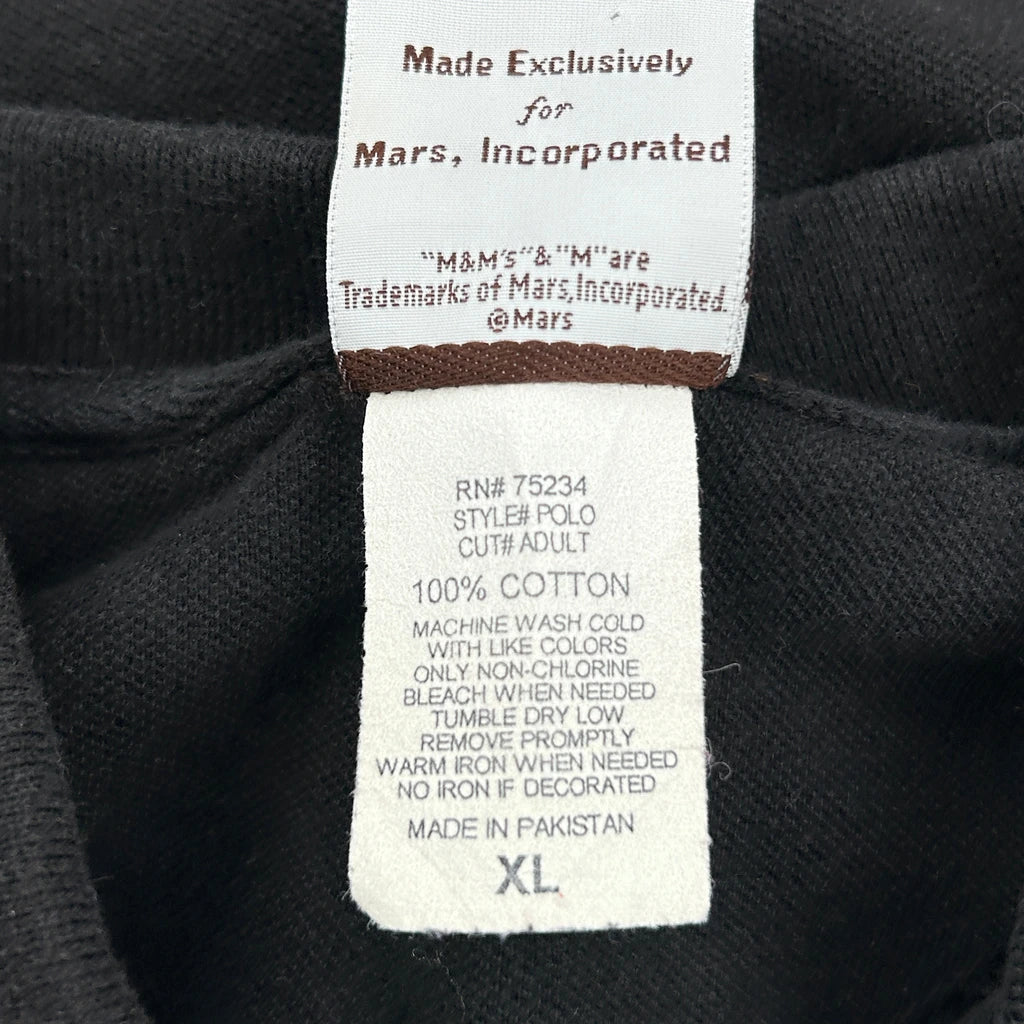 Made Exclusively
for
Mars, Incorporated
"M&M's"&"M"are
Trademarks of Mars,Incorporated.
©Mars
RN# 75234
STYLE# POLO
CUT# ADULT
100% COTTON
MACHINE WASH COLD
WITH LIKE COLORS
ONLY NON-CHLORINE
BLEACH WHEN NEEDED
TUMBLE DRY LOW
REMOVE PROMPTLY
WARM IRON WHEN NEEDED
NO IRON IF DECORATED
MADE IN PAKISTAN
XL